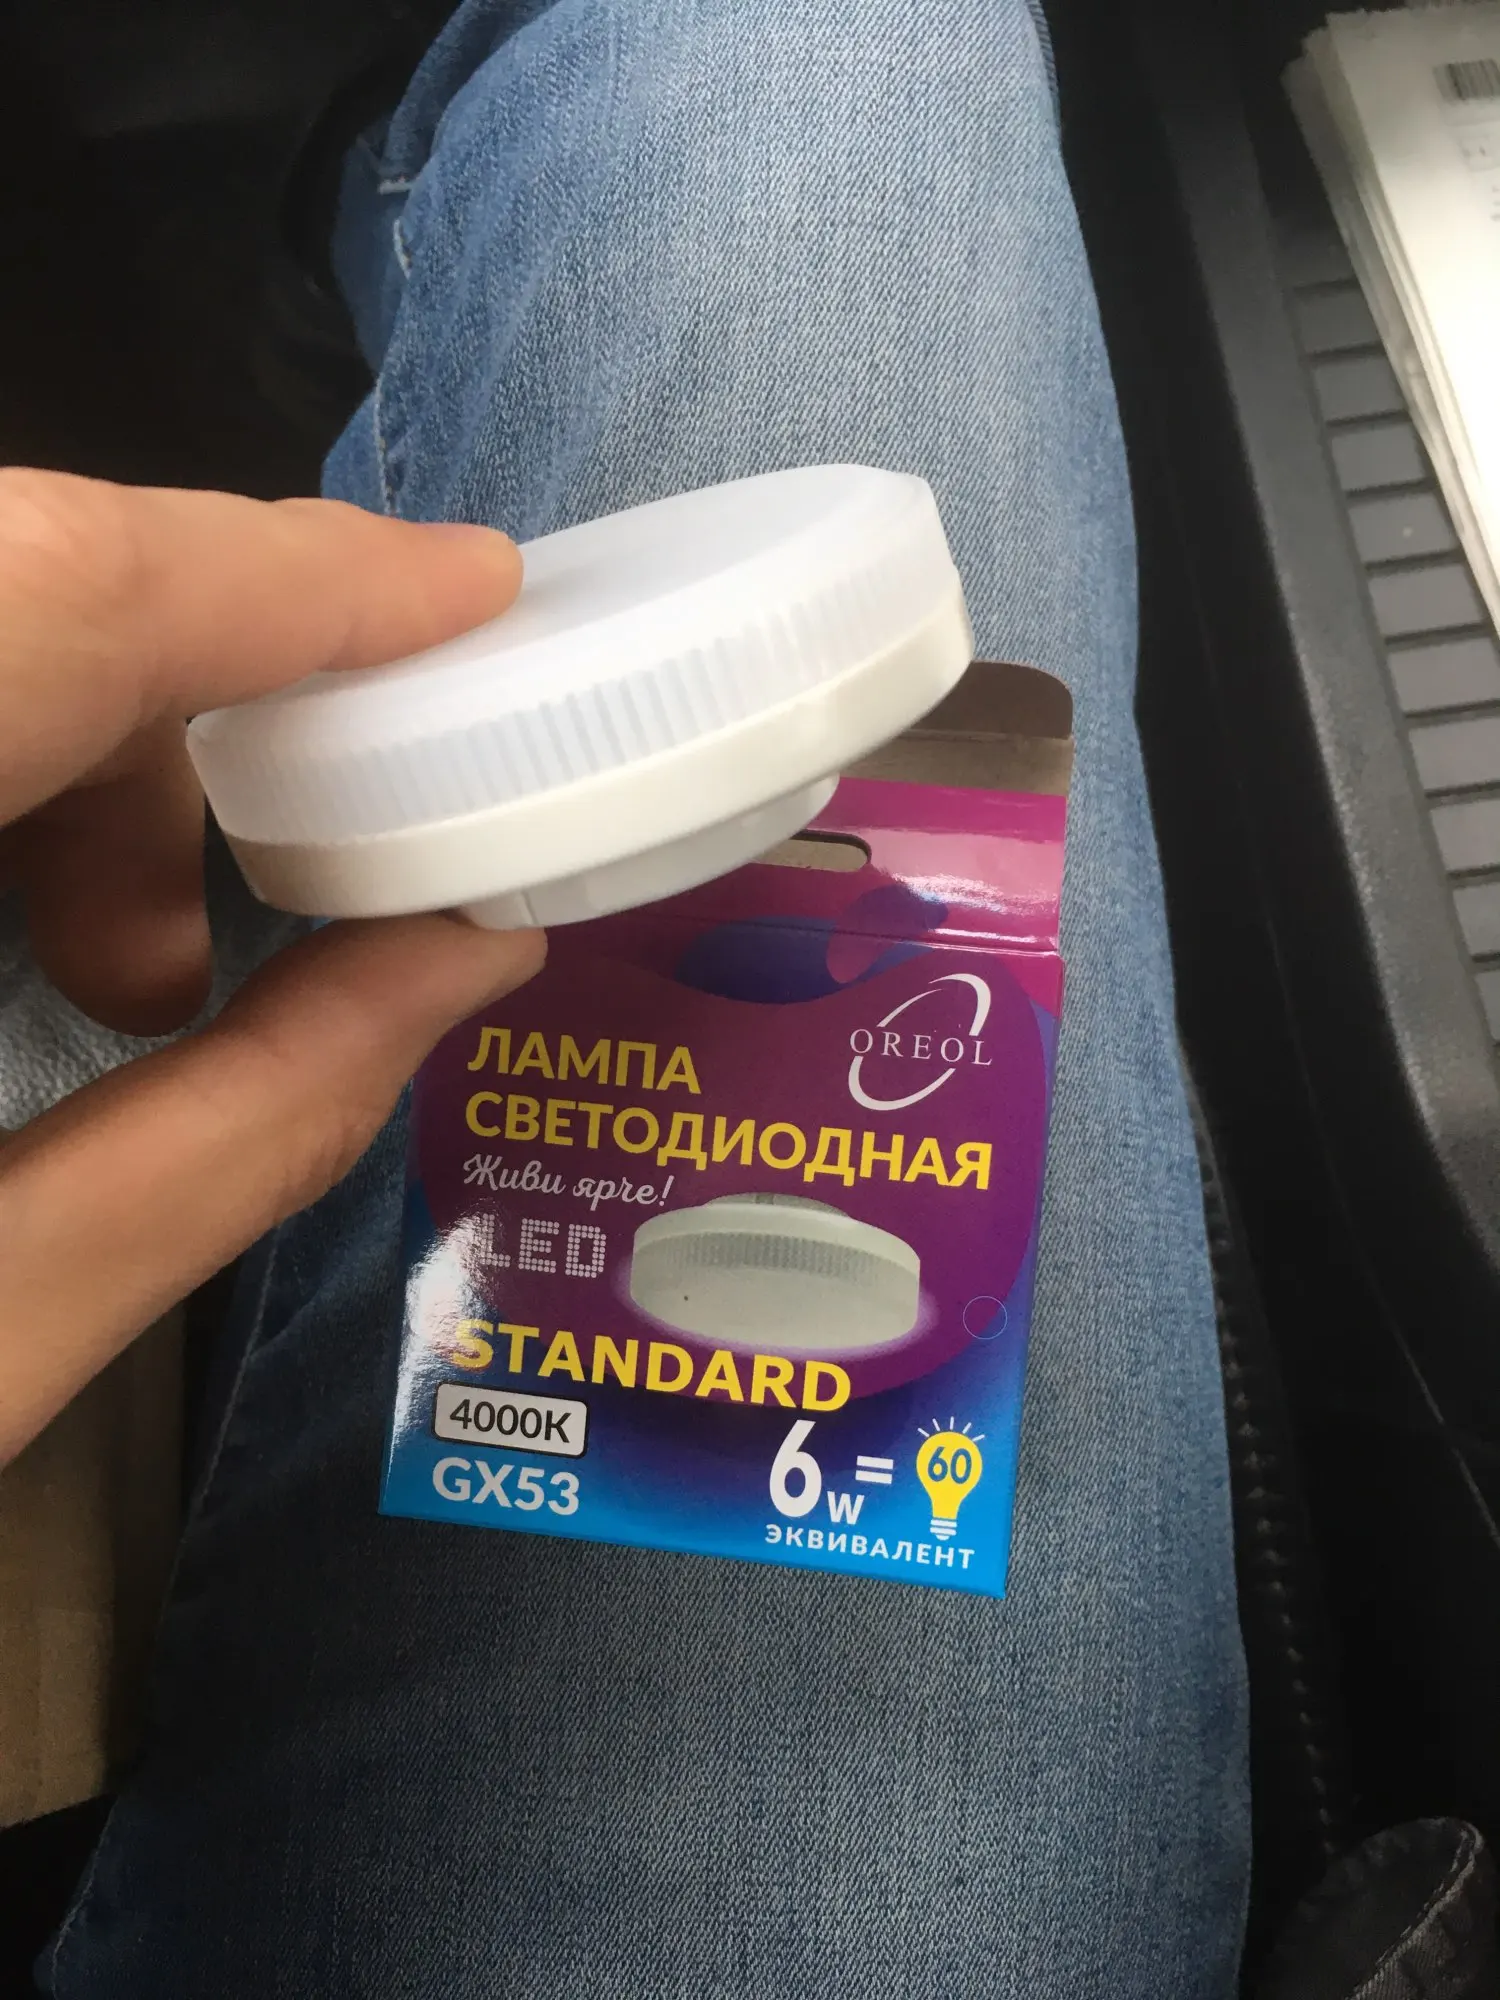 OREOL
ЛАМПА
СВЕТОДИОДНАЯ
Живи ярче!
LED
STANDARD
4000K
GX53
6w = 60
ЭКВИВАЛЕНТ